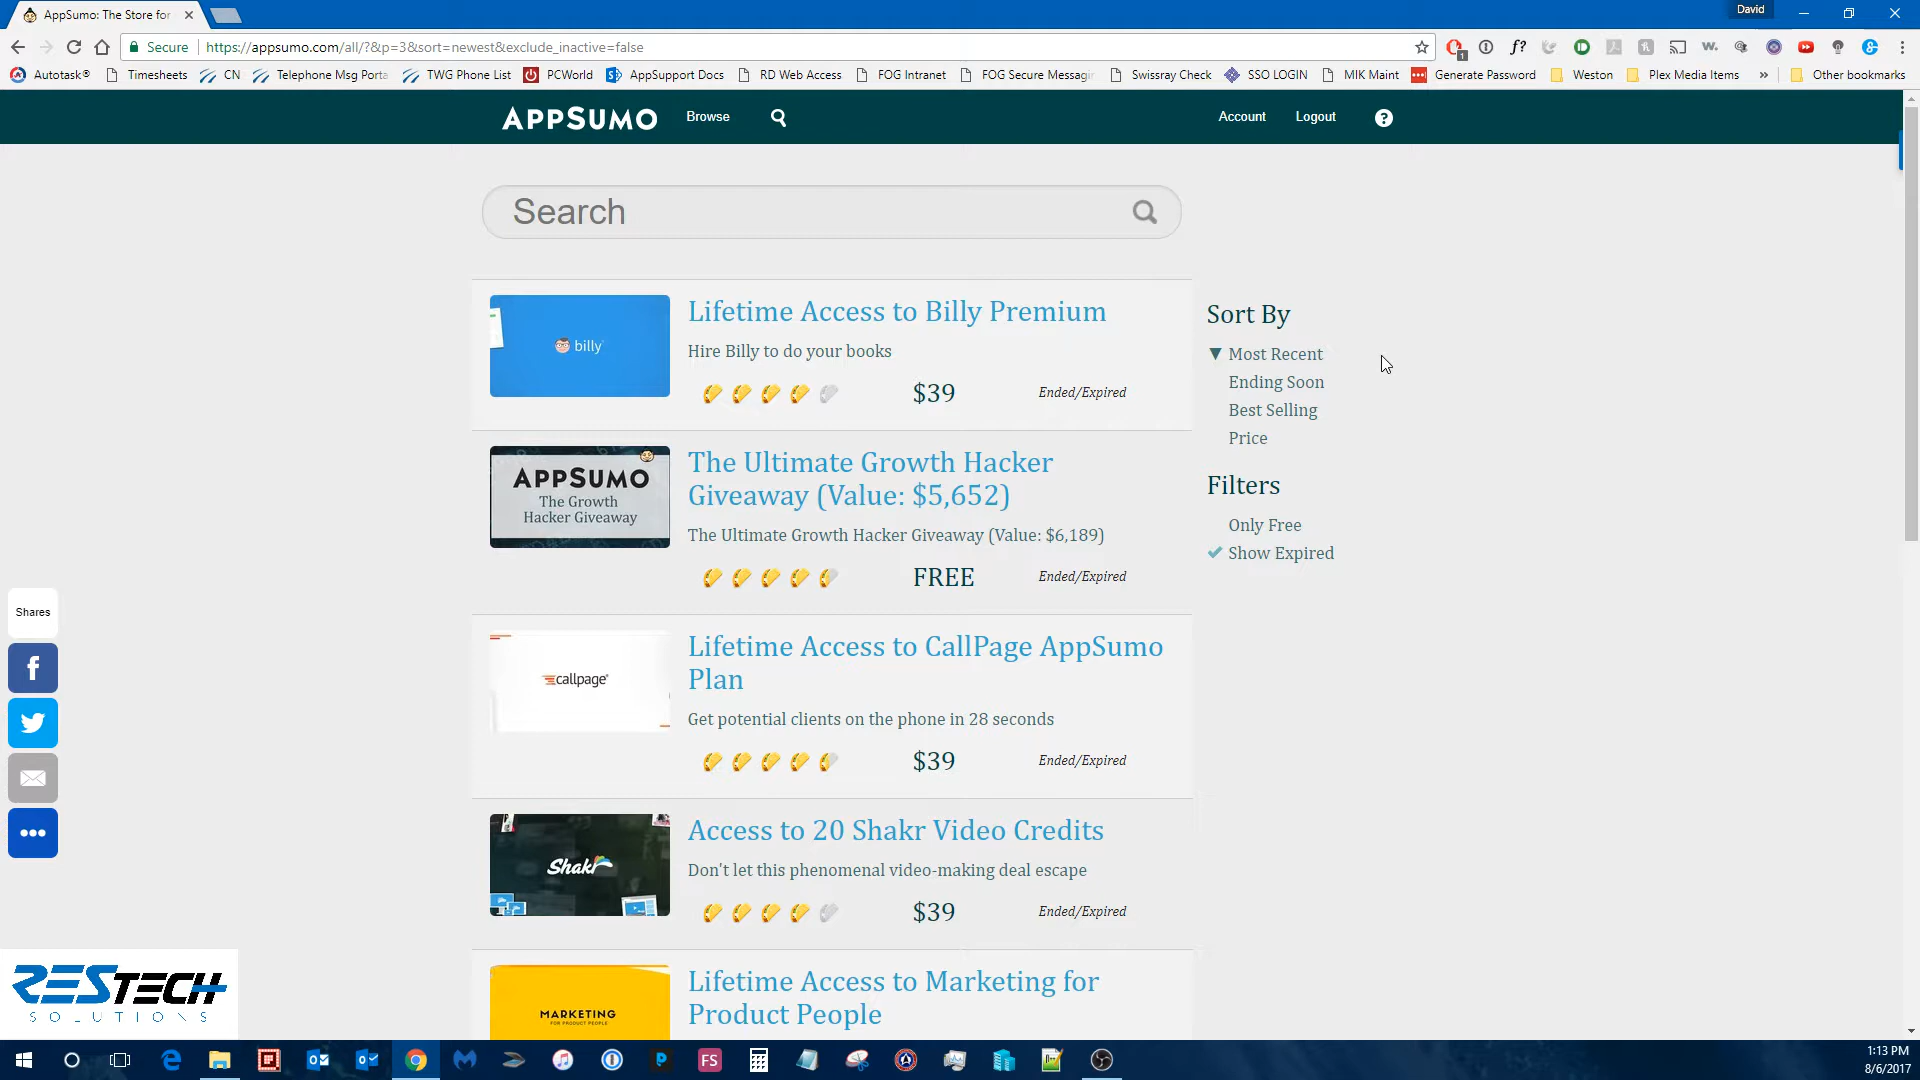 AppSumo: The Store for
David
Secure
https://appsumo.com/all/?&p=3&sort=newest&exclude_inactive=false
f?
w.
1
Autotask®
Timesheets
CN
Telephone Msg Porta
TWG Phone List
PCWorld
AppSupport Docs
RD Web Access
FOG Intranet
FOG Secure Messagi
Swissray Check
SSO LOGIN
MIK Maint
Generate Password
Weston
Plex Media Items
»
Other bookmarks
APPSUMO
Browse
Account
Logout
?
Search
billy
Lifetime Access to Billy Premium
Hire Billy to do your books
$39
Ended/Expired
Sort By
▼ Most Recent
Ending Soon
Best Selling
Price
Filters
Only Free
Show Expired
APPSUMO
The Growth
Hacker Giveaway
The Ultimate Growth Hacker
Giveaway (Value: $5,652)
The Ultimate Growth Hacker Giveaway (Value: $6,189)
FREE
Ended/Expired
callpage
Lifetime Access to CallPage AppSumo
Plan
Get potential clients on the phone in 28 seconds
$39
Ended/Expired
Shakr
Access to 20 Shakr Video Credits
Don't let this phenomenal video-making deal escape
$39
Ended/Expired
MARKETING
FOR PRODUCT PEOPLE
Lifetime Access to Marketing for
Product People
Shares
RESTECH
SOLUTIONS
FS
1:13 PM
8/6/2017